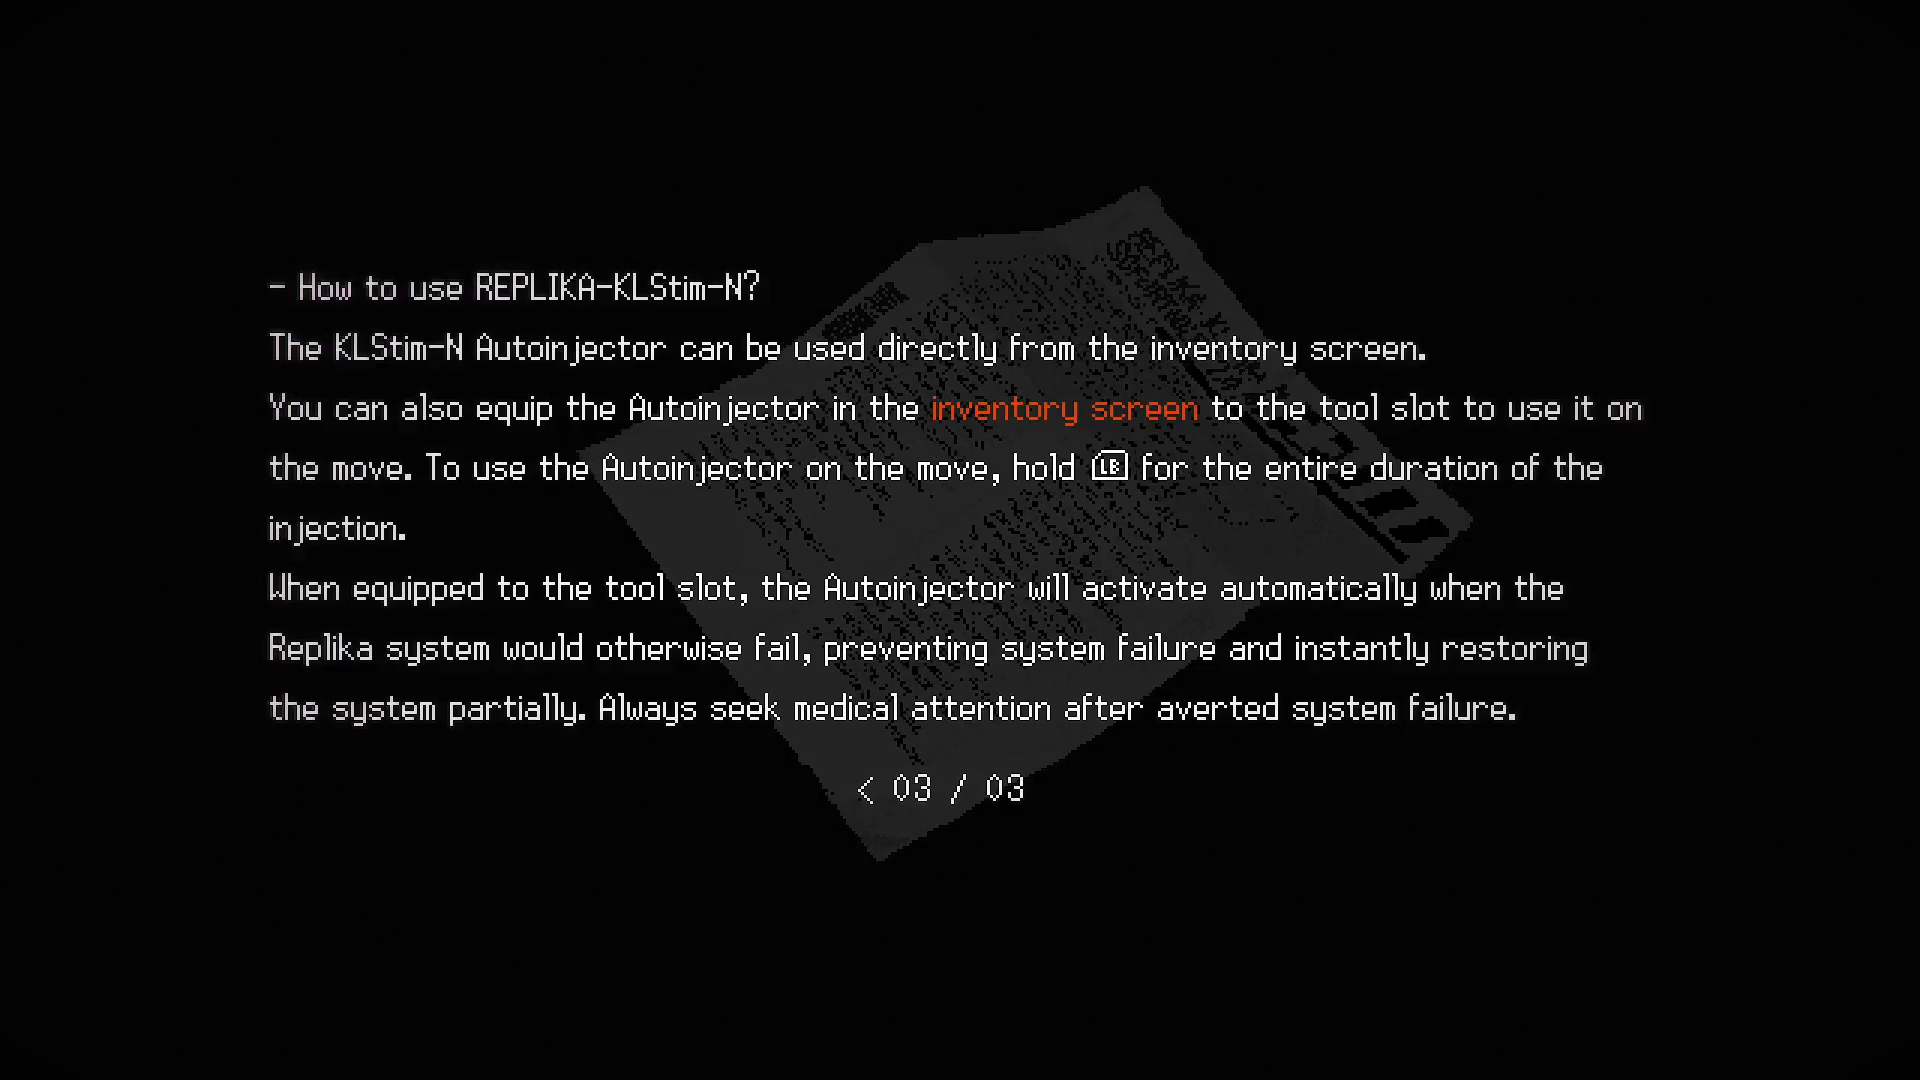 - How to use REPLIKA-KLStim-N?
The KLStim-N Autoinjector can be used directly from the inventory screen.
You can also equip the Autoinjector in the inventory screen to the tool slot to use it on
the move. To use the Autoinjector on the move, hold LB for the entire duration of the
injection.
When equipped to the tool slot, the Autoinjector will activate automatically when the
Replika system would otherwise fail, preventing system failure and instantly restoring
the system partially. Always seek medical attention after averted system failure.
< 03 / 03